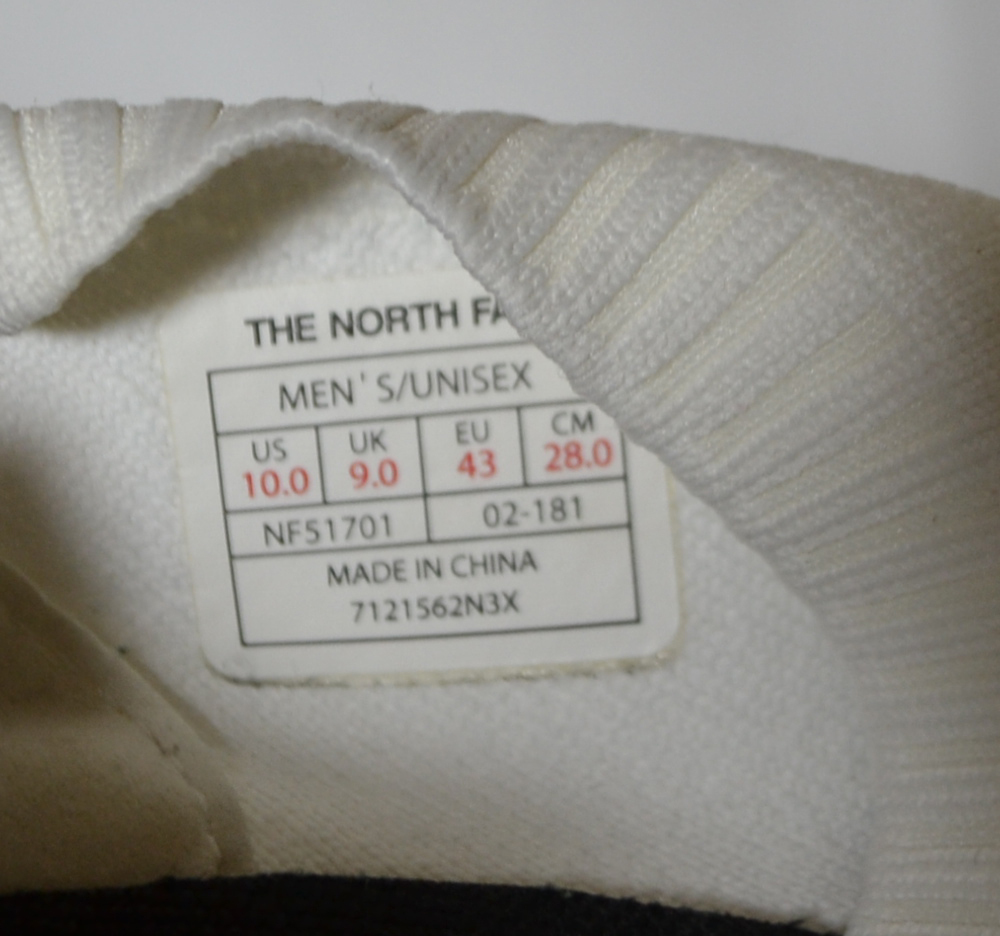 THE NORTH FA
MEN'S/UNISEX
US UK EU CM
10.0 9.0 43 28.0
NF51701 02-181
MADE IN CHINA
7121562N3X